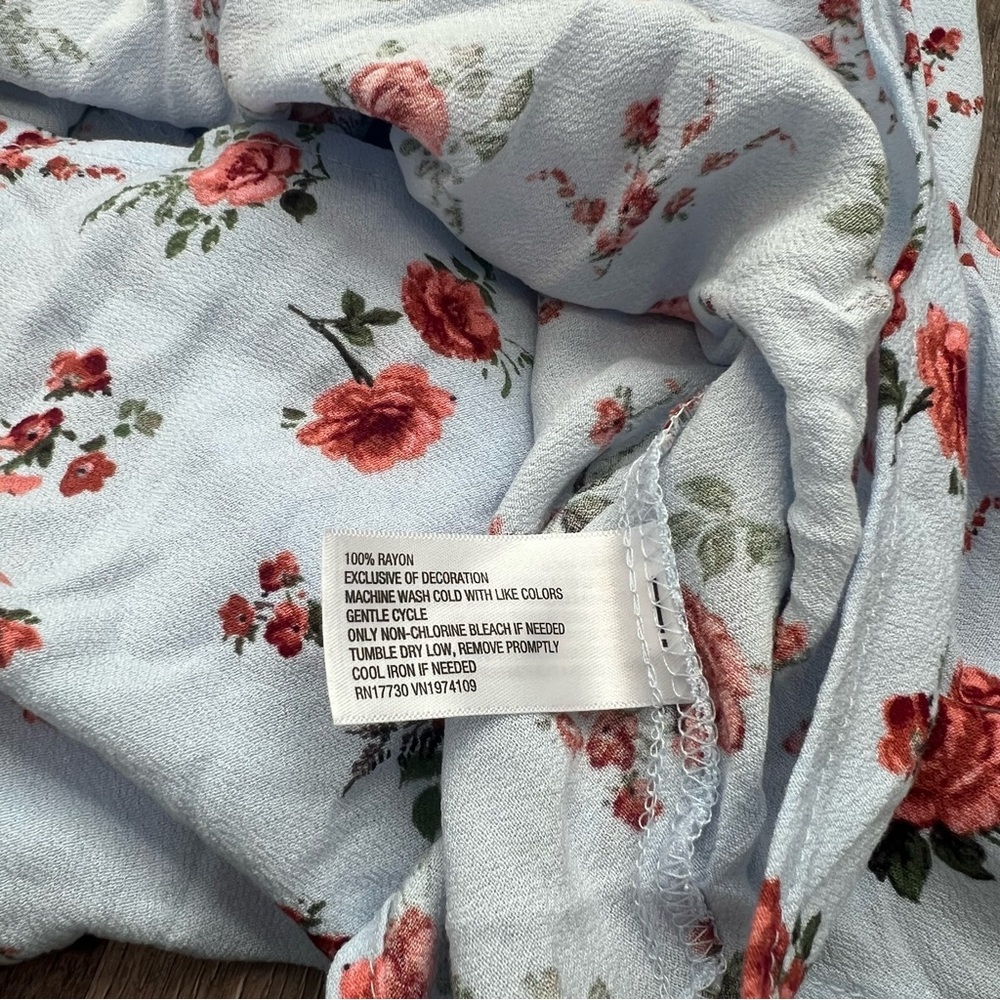 100% RAYON
EXCLUSIVE OF DECORATION
MACHINE WASH COLD WITH LIKE COLORS
GENTLE CYCLE
ONLY NON-CHLORINE BLEACH IF NEEDED
TUMBLE DRY LOW, REMOVE PROMPTLY
COOL IRON IF NEEDED
RN17730 VN1974109